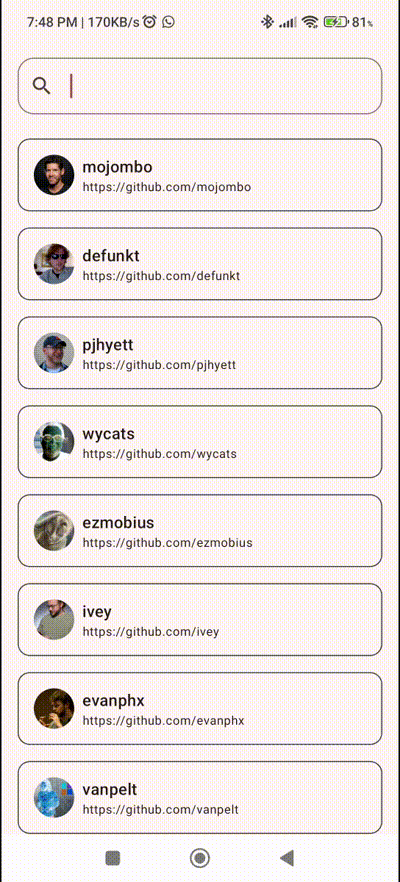 7:48 PM | 170KB/s
81%
mojombo
https://github.com/mojombo
defunkt
https://github.com/defunkt
pjhyett
https://github.com/pjhyett
wycats
https://github.com/wycats
ezmobius
https://github.com/ezmobius
ivey
https://github.com/ivey
evanphx
https://github.com/evanphx
vanpelt
https://github.com/vanpelt